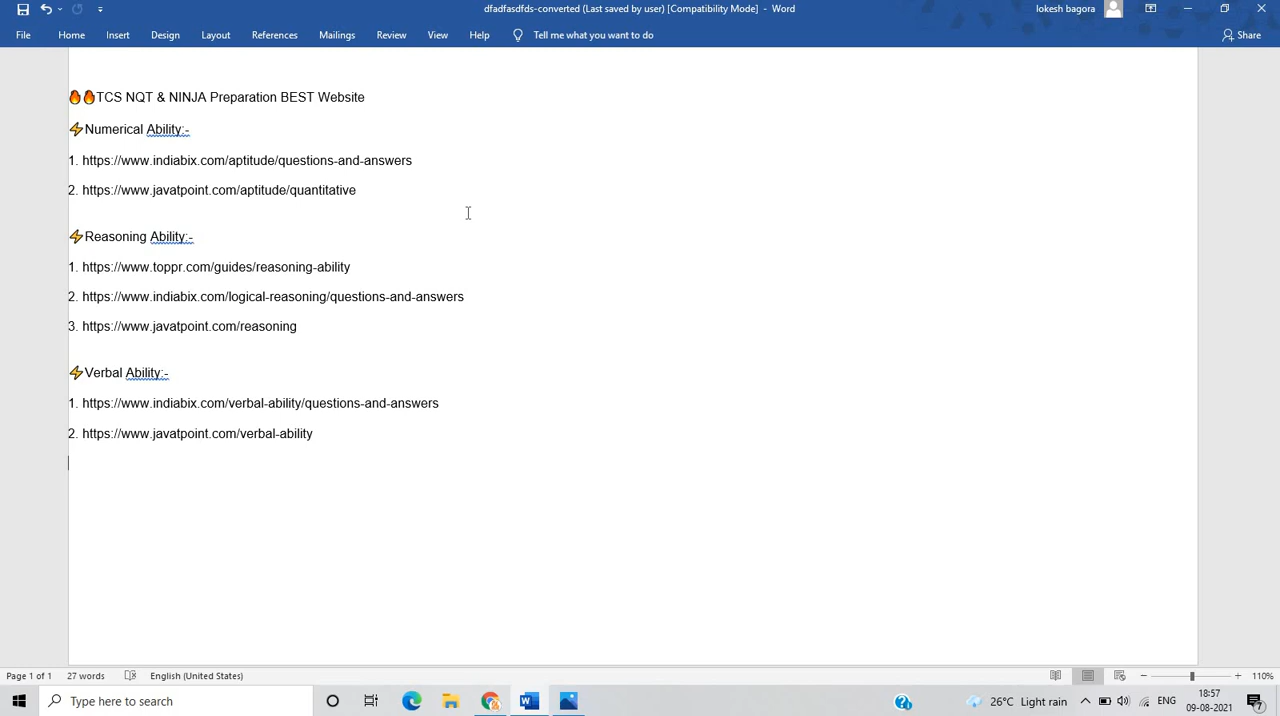 dfadfasdfds-converted (Last saved by user) [Compatibility Mode] - Word
lokesh bagora
File Home Insert Design Layout References Mailings Review View Help Tell me what you want to do Share
🔥🔥TCS NQT & NINJA Preparation BEST Website
⚡Numerical Ability:-
1. https://www.indiabix.com/aptitude/questions-and-answers
2. https://www.javatpoint.com/aptitude/quantitative
⚡Reasoning Ability:-
1. https://www.toppr.com/guides/reasoning-ability
2. https://www.indiabix.com/logical-reasoning/questions-and-answers
3. https://www.javatpoint.com/reasoning
⚡Verbal Ability:-
1. https://www.indiabix.com/verbal-ability/questions-and-answers
2. https://www.javatpoint.com/verbal-ability
Page 1 of 1 27 words English (United States) 110%
Type here to search
26°C Light rain
18:57
09-08-2021
7